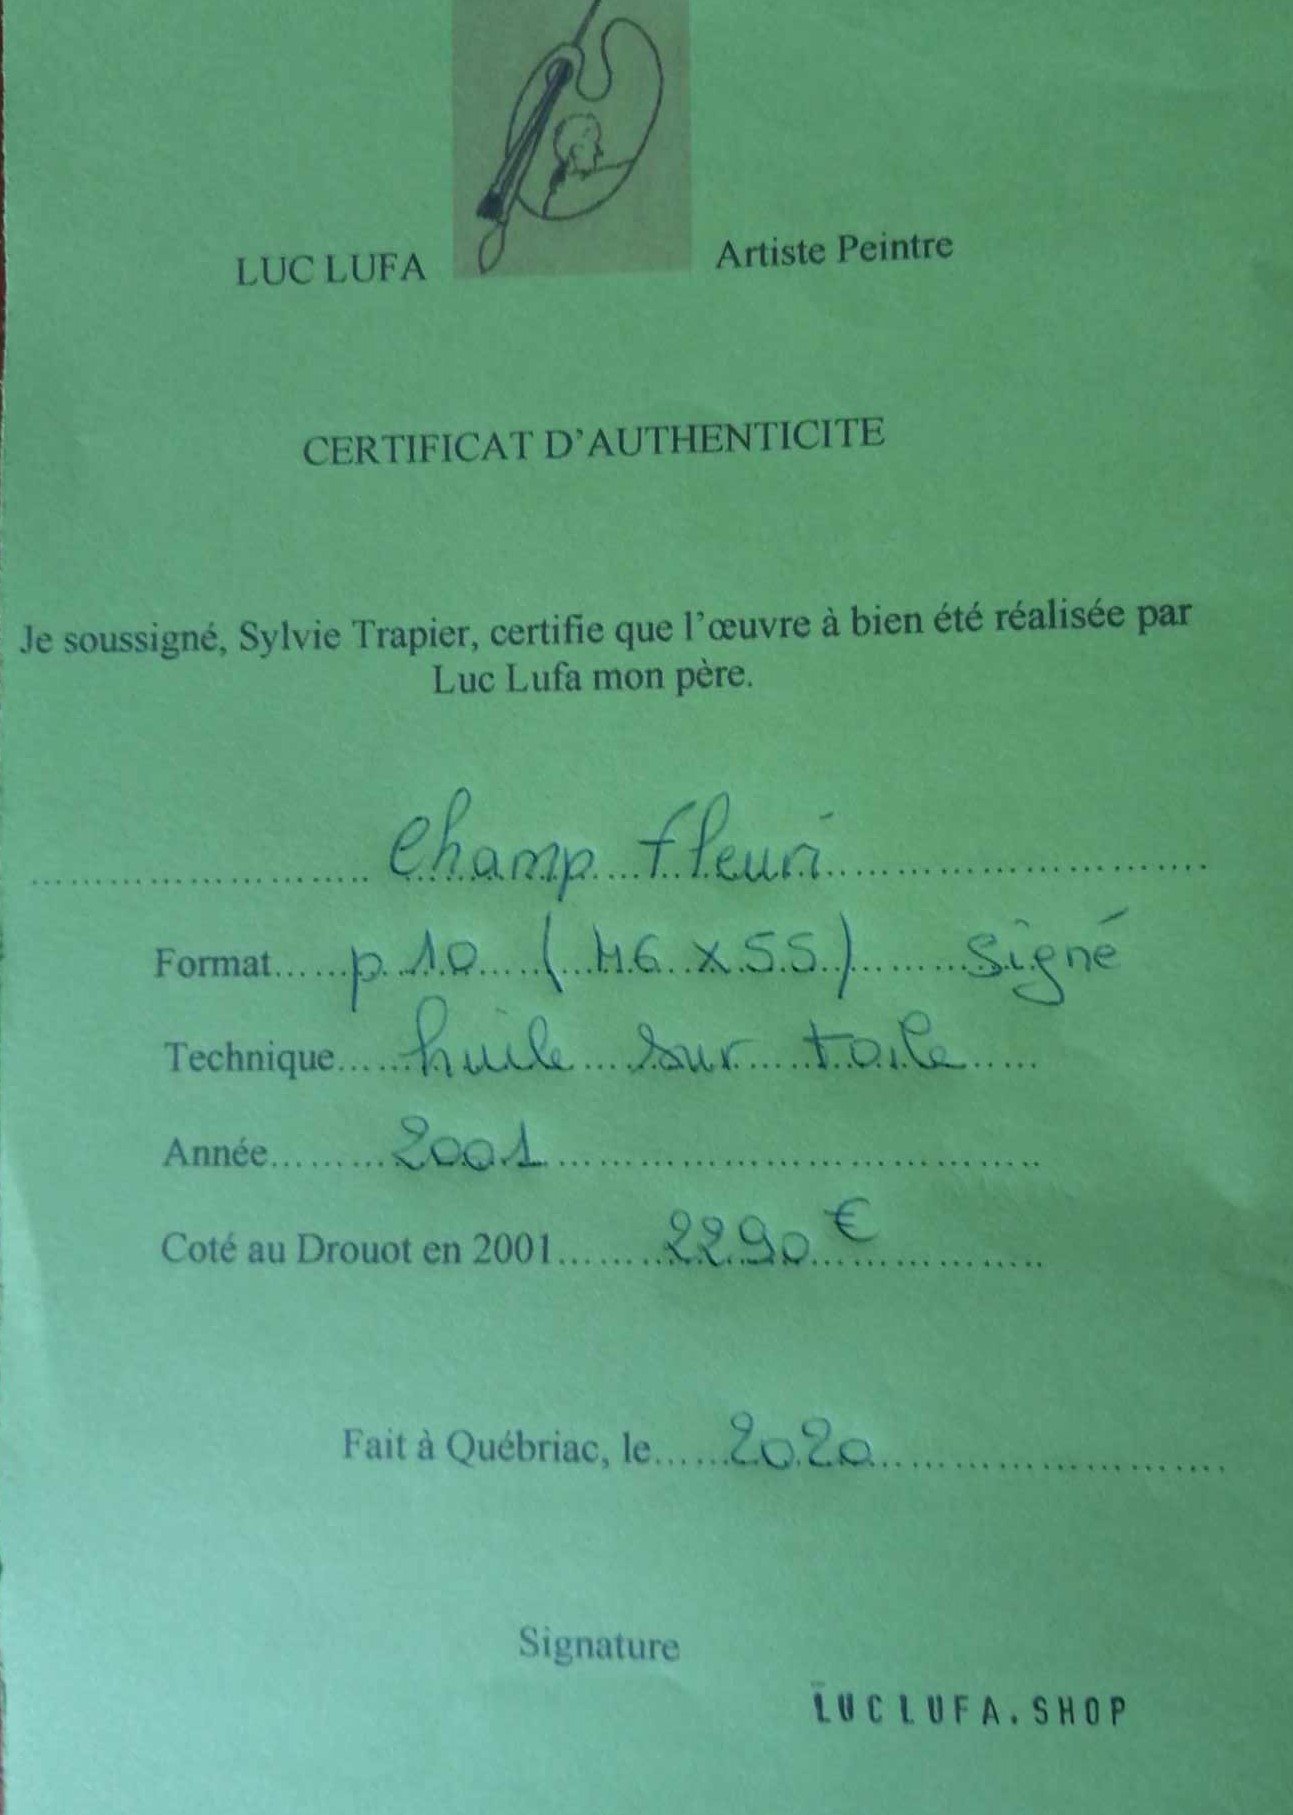 LUC LUFA Artiste Peintre
CERTIFICAT D'AUTHENTICITE
Je soussigné, Sylvie Trapier, certifie que l'œuvre à bien été réalisée par
Luc Lufa mon père.
.......................... Champ fleuri ..............................
Format...... p 10 (46 x 55) ........ Signé
Technique...... huile sur toile ......
Année......... 2001 ......................................
Coté au Drouot en 2001........ 2290 € ..................
Fait à Québriac, le...... 2020 ............................
Signature
LUCLUFA.SHOP